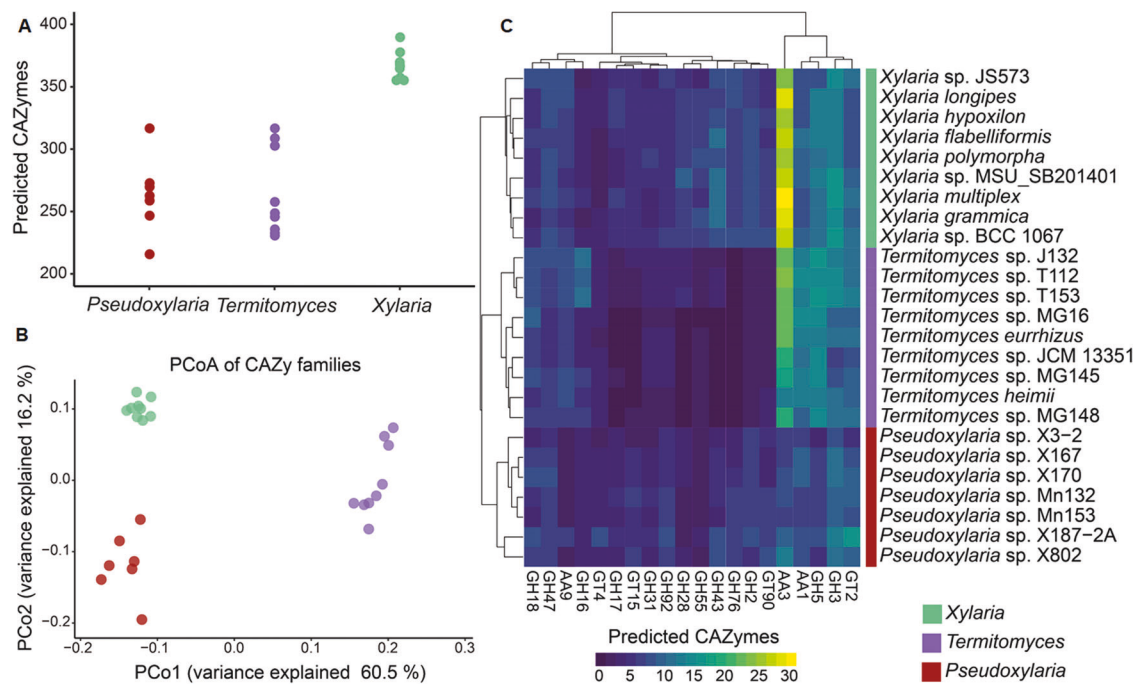 A
Predicted CAZymes
400
350
300
250
200
Pseudoxylaria
Termitomyces
Xylaria
B
PCoA of CAZy families
PCo2 (variance explained 16.2 %)
0.1
0.0
−0.1
−0.2
−0.2
−0.1
0.0
0.1
0.2
0.3
PCo1 (variance explained 60.5 %)
C
Xylaria sp. JS573
Xylaria longipes
Xylaria hypoxilon
Xylaria flabelliformis
Xylaria polymorpha
Xylaria sp. MSU_SB201401
Xylaria multiplex
Xylaria grammica
Xylaria sp. BCC 1067
Termitomyces sp. J132
Termitomyces sp. T112
Termitomyces sp. T153
Termitomyces sp. MG16
Termitomyces eurrhizus
Termitomyces sp. JCM 13351
Termitomyces sp. MG145
Termitomyces heimii
Termitomyces sp. MG148
Pseudoxylaria sp. X3−2
Pseudoxylaria sp. X167
Pseudoxylaria sp. X170
Pseudoxylaria sp. Mn132
Pseudoxylaria sp. Mn153
Pseudoxylaria sp. X187−2A
Pseudoxylaria sp. X802
GH18
GH47
AA9
GH16
GT4
GH17
GT15
GH31
GH92
GH28
GH55
GH43
GH76
GH2
GT90
AA3
AA1
GH5
GH3
GT2
Predicted CAZymes
0
5
10
15
20
25
30
Xylaria
Termitomyces
Pseudoxylaria